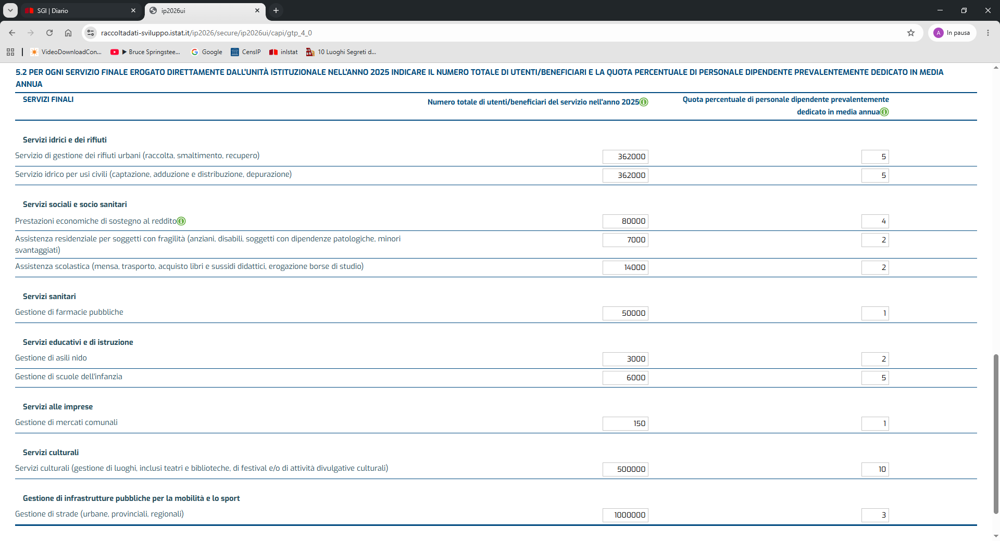 SGI | Diario
ip2026ui
raccoltadati-sviluppo.istat.it/ip2026/secure/ip2026ui/capi/gtp_4_0
A In pausa
VideoDownloadCon...
▶ Bruce Springstee...
Google
CensIP
inIstat
10 Luoghi Segreti d...
5.2 PER OGNI SERVIZIO FINALE EROGATO DIRETTAMENTE DALL'UNITÀ ISTITUZIONALE NELL'ANNO 2025 INDICARE IL NUMERO TOTALE DI UTENTI/BENEFICIARI E LA QUOTA PERCENTUALE DI PERSONALE DIPENDENTE PREVALENTEMENTE DEDICATO IN MEDIA
ANNUA
SERVIZI FINALI
Numero totale di utenti/beneficiari del servizio nell'anno 2025
Quota percentuale di personale dipendente prevalentemente
dedicato in media annua
Servizi idrici e dei rifiuti
Servizio di gestione dei rifiuti urbani (raccolta, smaltimento, recupero) 362000 5
Servizio idrico per usi civili (captazione, adduzione e distribuzione, depurazione) 362000 5
Servizi sociali e socio sanitari
Prestazioni economiche di sostegno al reddito 80000 4
Assistenza residenziale per soggetti con fragilità (anziani, disabili, soggetti con dipendenze patologiche, minori 7000 2
svantaggiati)
Assistenza scolastica (mensa, trasporto, acquisto libri e sussidi didattici, erogazione borse di studio) 14000 2
Servizi sanitari
Gestione di farmacie pubbliche 50000 1
Servizi educativi e di istruzione
Gestione di asili nido 3000 2
Gestione di scuole dell'infanzia 6000 5
Servizi alle imprese
Gestione di mercati comunali 150 1
Servizi culturali
Servizi culturali (gestione di luoghi, inclusi teatri e biblioteche, di festival e/o di attività divulgative culturali) 500000 10
Gestione di infrastrutture pubbliche per la mobilità e lo sport
Gestione di strade (urbane, provinciali, regionali) 1000000 3